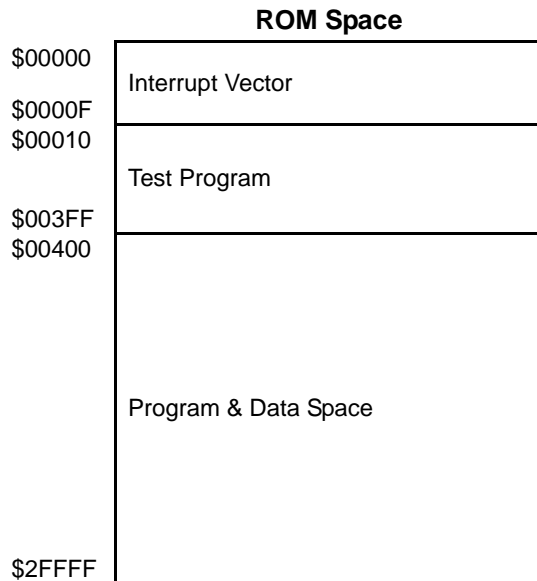 ROM Space
$00000
Interrupt Vector
$0000F
$00010
Test Program
$003FF
$00400
Program & Data Space
$2FFFF